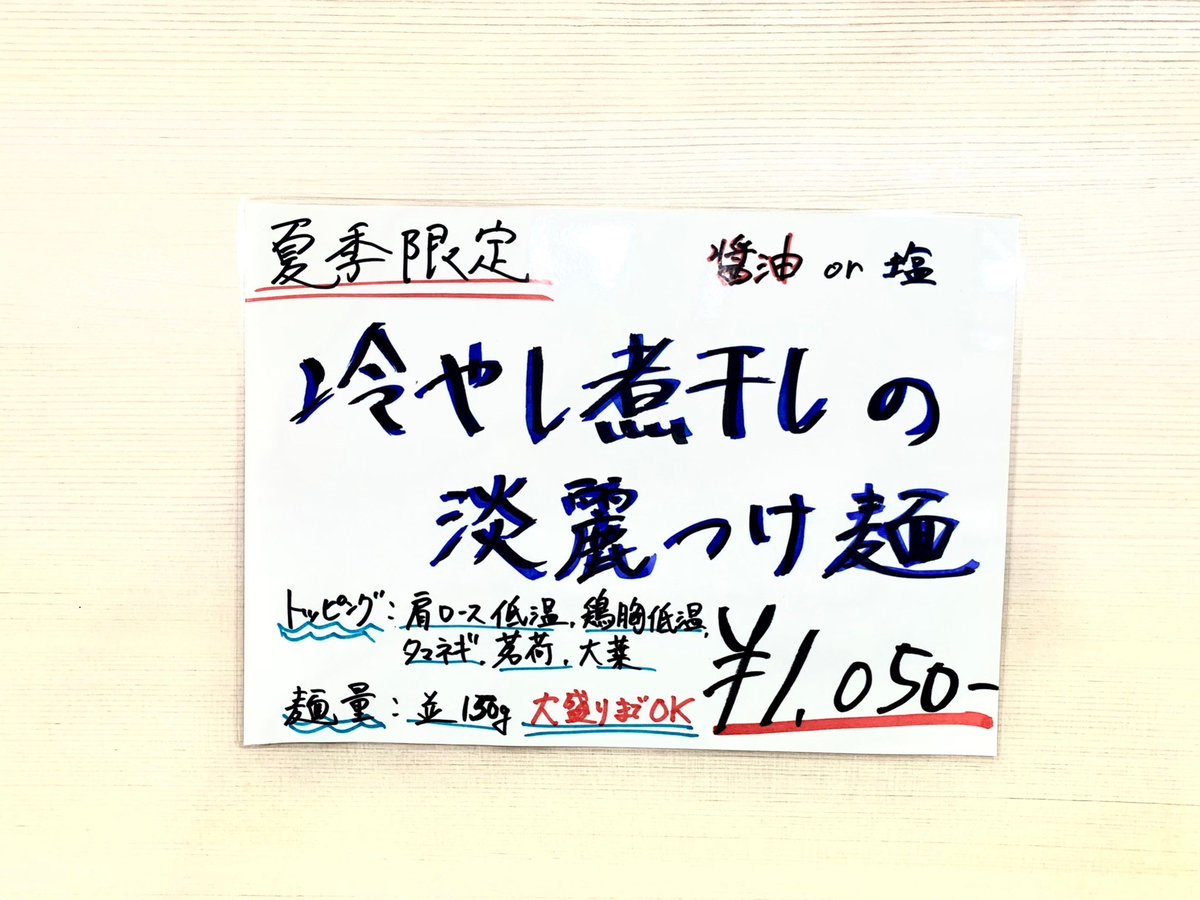 夏季限定
醤油 or 塩
冷やし煮干しの
淡麗つけ麺
トッピング：肩ロース低温、鶏胸低温、
タマネギ、茗荷、大葉
麺量：並150g 大盛りまでOK
¥1,050-